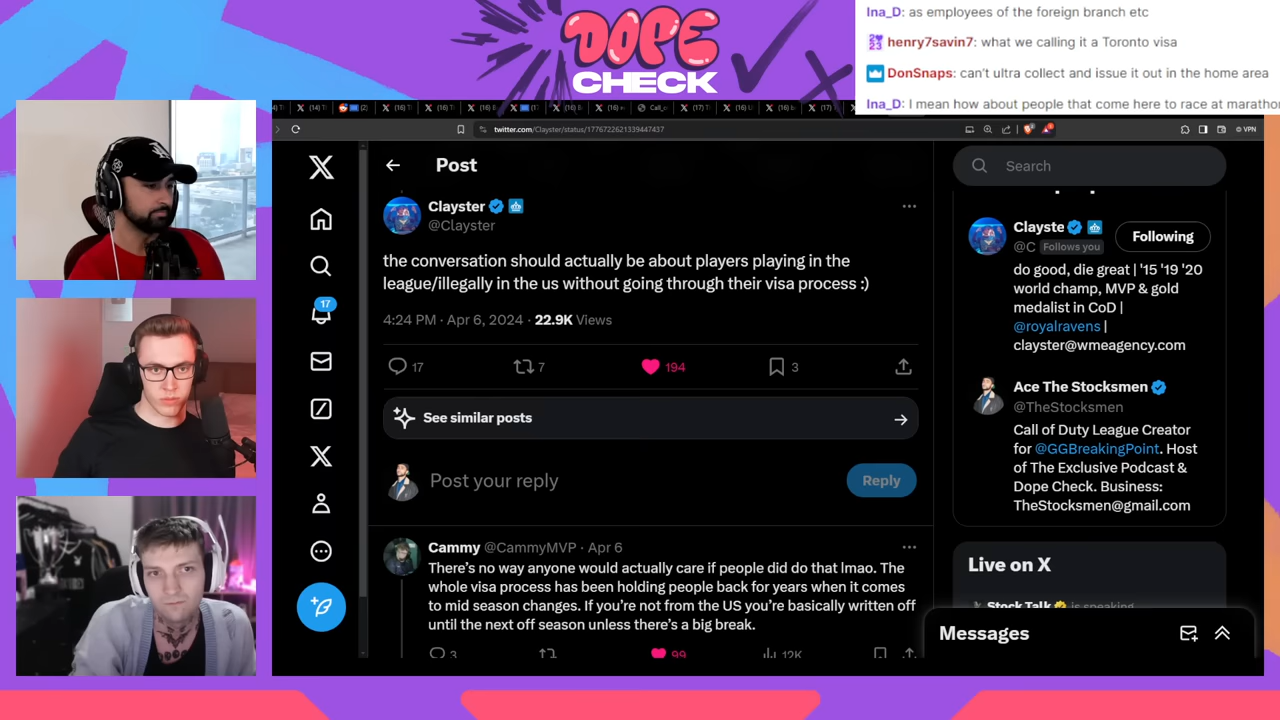 DOPE
CHECK
Ina_D: as employees of the foreign branch etc
henry7savin7: what we calling it a Toronto visa
DonSnaps: can't ultra collect and issue it out in the home area
Ina_D: I mean how about people that come here to race at marathon
twitter.com/Clayster/status/1776722621339447437
VPN
Post
Search
Clayster
@Clayster
the conversation should actually be about players playing in the
league/illegally in the us without going through their visa process :)
4:24 PM · Apr 6, 2024 · 22.9K Views
17
7
194
3
See similar posts
Post your reply
Reply
Cammy @CammyMVP · Apr 6
There's no way anyone would actually care if people did do that lmao. The
whole visa process has been holding people back for years when it comes
to mid season changes. If you're not from the US you're basically written off
until the next off season unless there's a big break.
3
99
12K
17
Clayste
@C Follows you
Following
do good, die great | '15 '19 '20
world champ, MVP & gold
medalist in CoD |
@royalravens |
clayster@wmeagency.com
Ace The Stocksmen
@TheStocksmen
Call of Duty League Creator
for @GGBreakingPoint. Host
of The Exclusive Podcast &
Dope Check. Business:
TheStocksmen@gmail.com
Live on X
Stock Talk is speaking
Messages